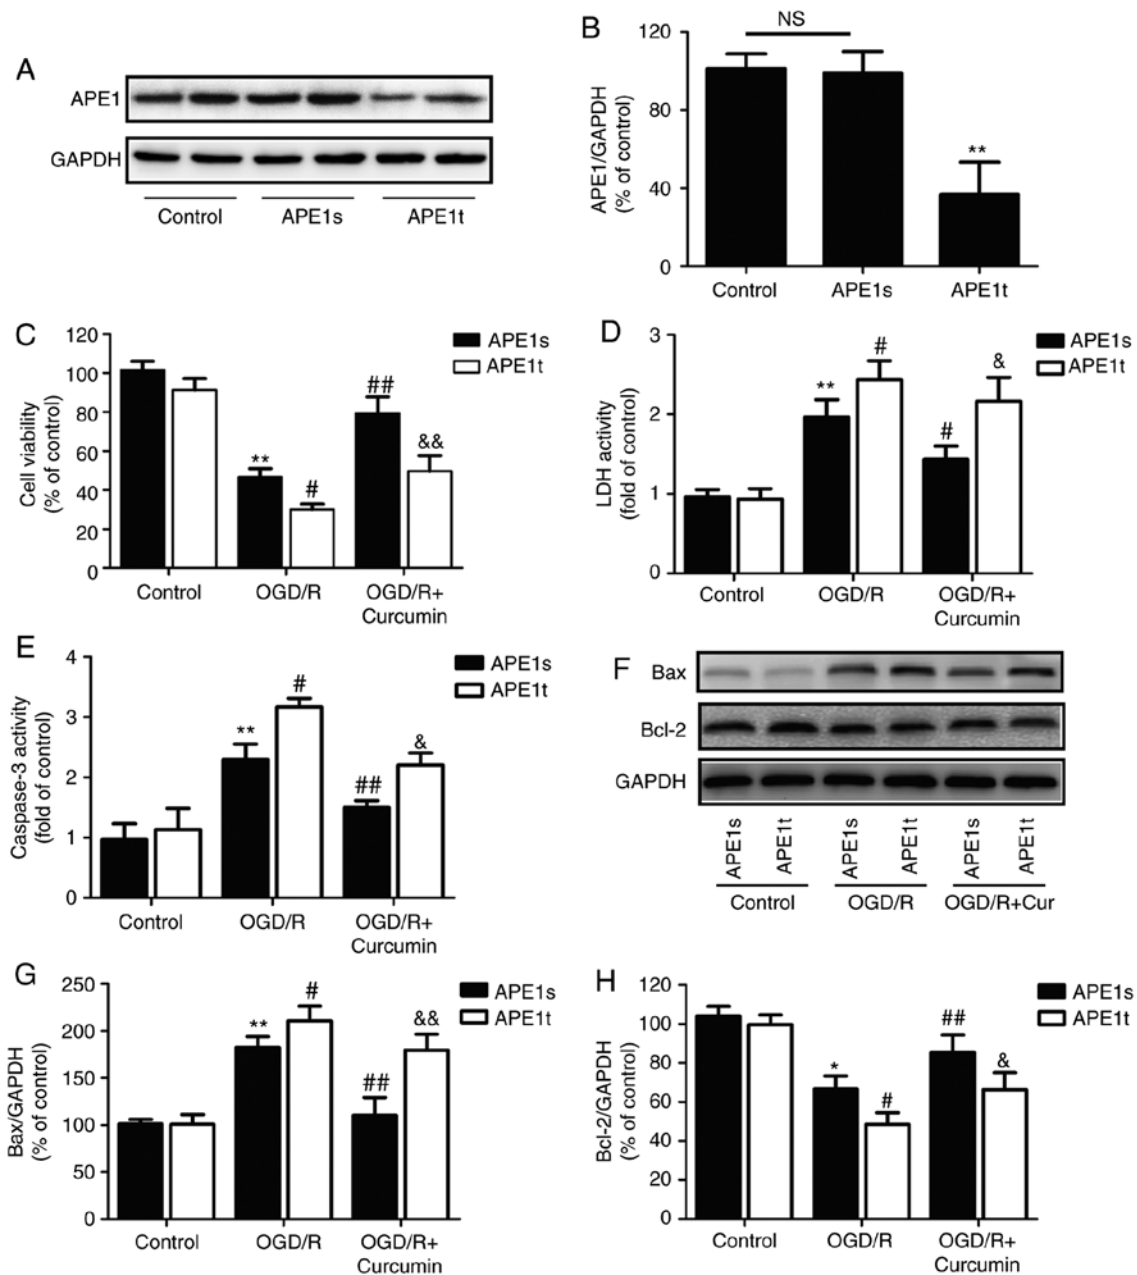 A
APE1
GAPDH
Control APE1s APE1t
B
NS
120
80
40
0
APE1/GAPDH
(% of control)
**
Control APE1s APE1t
C
120
100
80
60
40
20
0
Cell viability
(% of control)
APE1s
APE1t
**
#
##
&&
Control OGD/R OGD/R+
Curcumin
D
3
2
1
0
LDH activity
(fold of control)
APE1s
APE1t
**
#
#
&
Control OGD/R OGD/R+
Curcumin
E
4
3
2
1
0
Caspase-3 activity
(fold of control)
APE1s
APE1t
**
#
##
&
Control OGD/R OGD/R+
Curcumin
F
Bax
Bcl-2
GAPDH
APE1s APE1t APE1s APE1t APE1s APE1t
Control OGD/R OGD/R+Cur
G
250
200
150
100
50
0
Bax/GAPDH
(% of control)
APE1s
APE1t
**
#
##
&&
Control OGD/R OGD/R+
Curcumin
H
120
100
80
60
40
20
0
Bcl-2/GAPDH
(% of control)
APE1s
APE1t
*
#
##
&
Control OGD/R OGD/R+
Curcumin